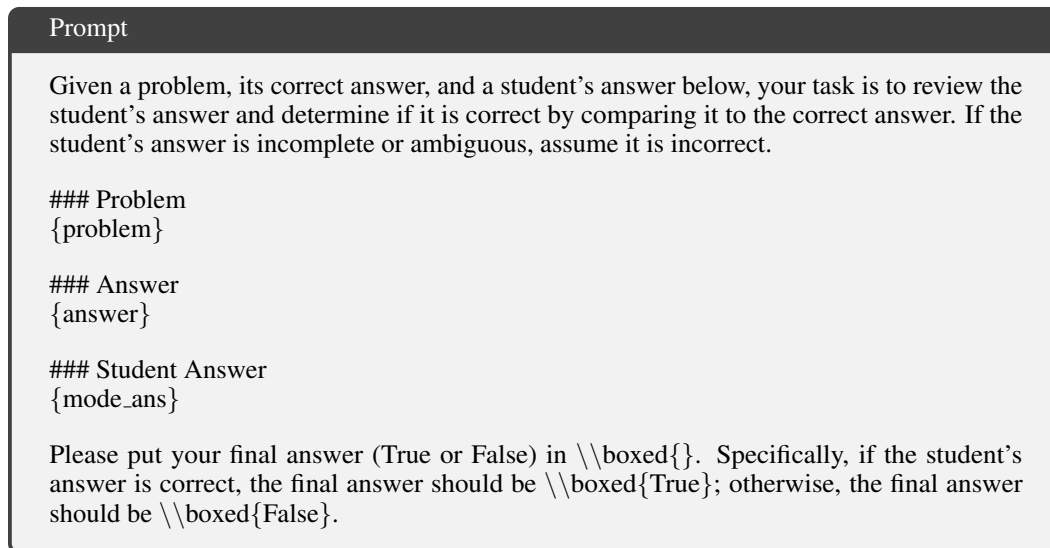 Prompt
Given a problem, its correct answer, and a student's answer below, your task is to review the
student's answer and determine if it is correct by comparing it to the correct answer. If the
student's answer is incomplete or ambiguous, assume it is incorrect.
### Problem
{problem}
### Answer
{answer}
### Student Answer
{mode_ans}
Please put your final answer (True or False) in \\boxed{}. Specifically, if the student's
answer is correct, the final answer should be \\boxed{True}; otherwise, the final answer
should be \\boxed{False}.